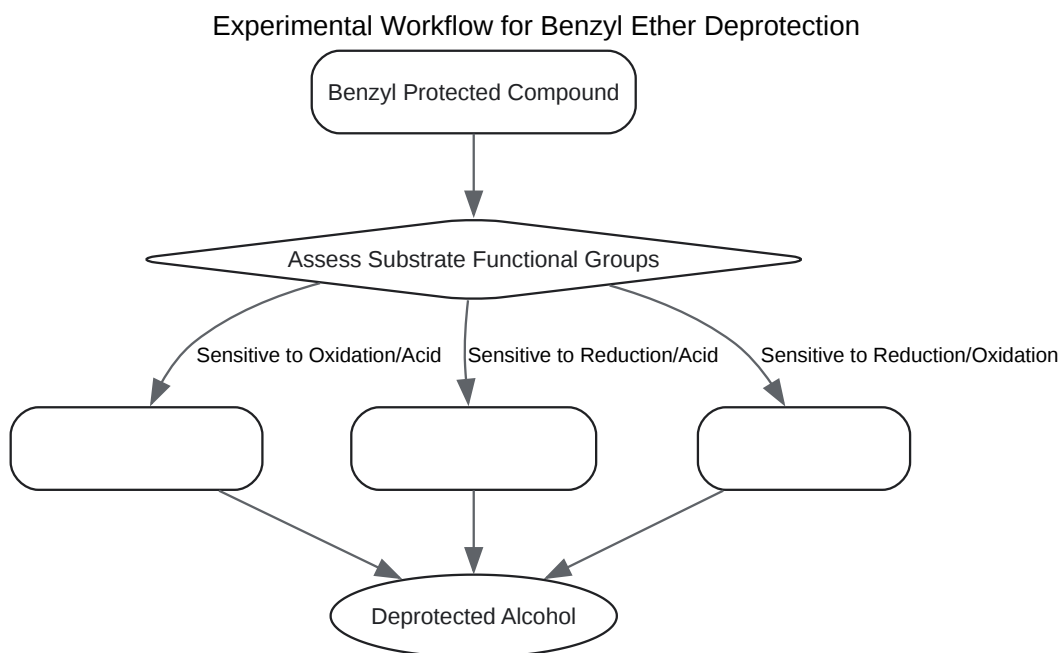 Experimental Workflow for Benzyl Ether Deprotection
Benzyl Protected Compound
Assess Substrate Functional Groups
Sensitive to Oxidation/Acid
Sensitive to Reduction/Acid
Sensitive to Reduction/Oxidation
Deprotected Alcohol